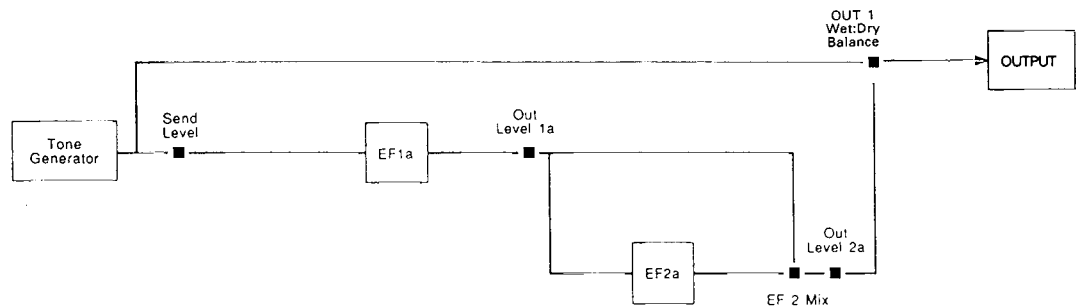 OUT 1
Wet:Dry
Balance
OUTPUT
Send
Level
Out
Level 1a
Tone
Generator
EF1a
Out
Level 2a
EF2a
EF 2 Mix